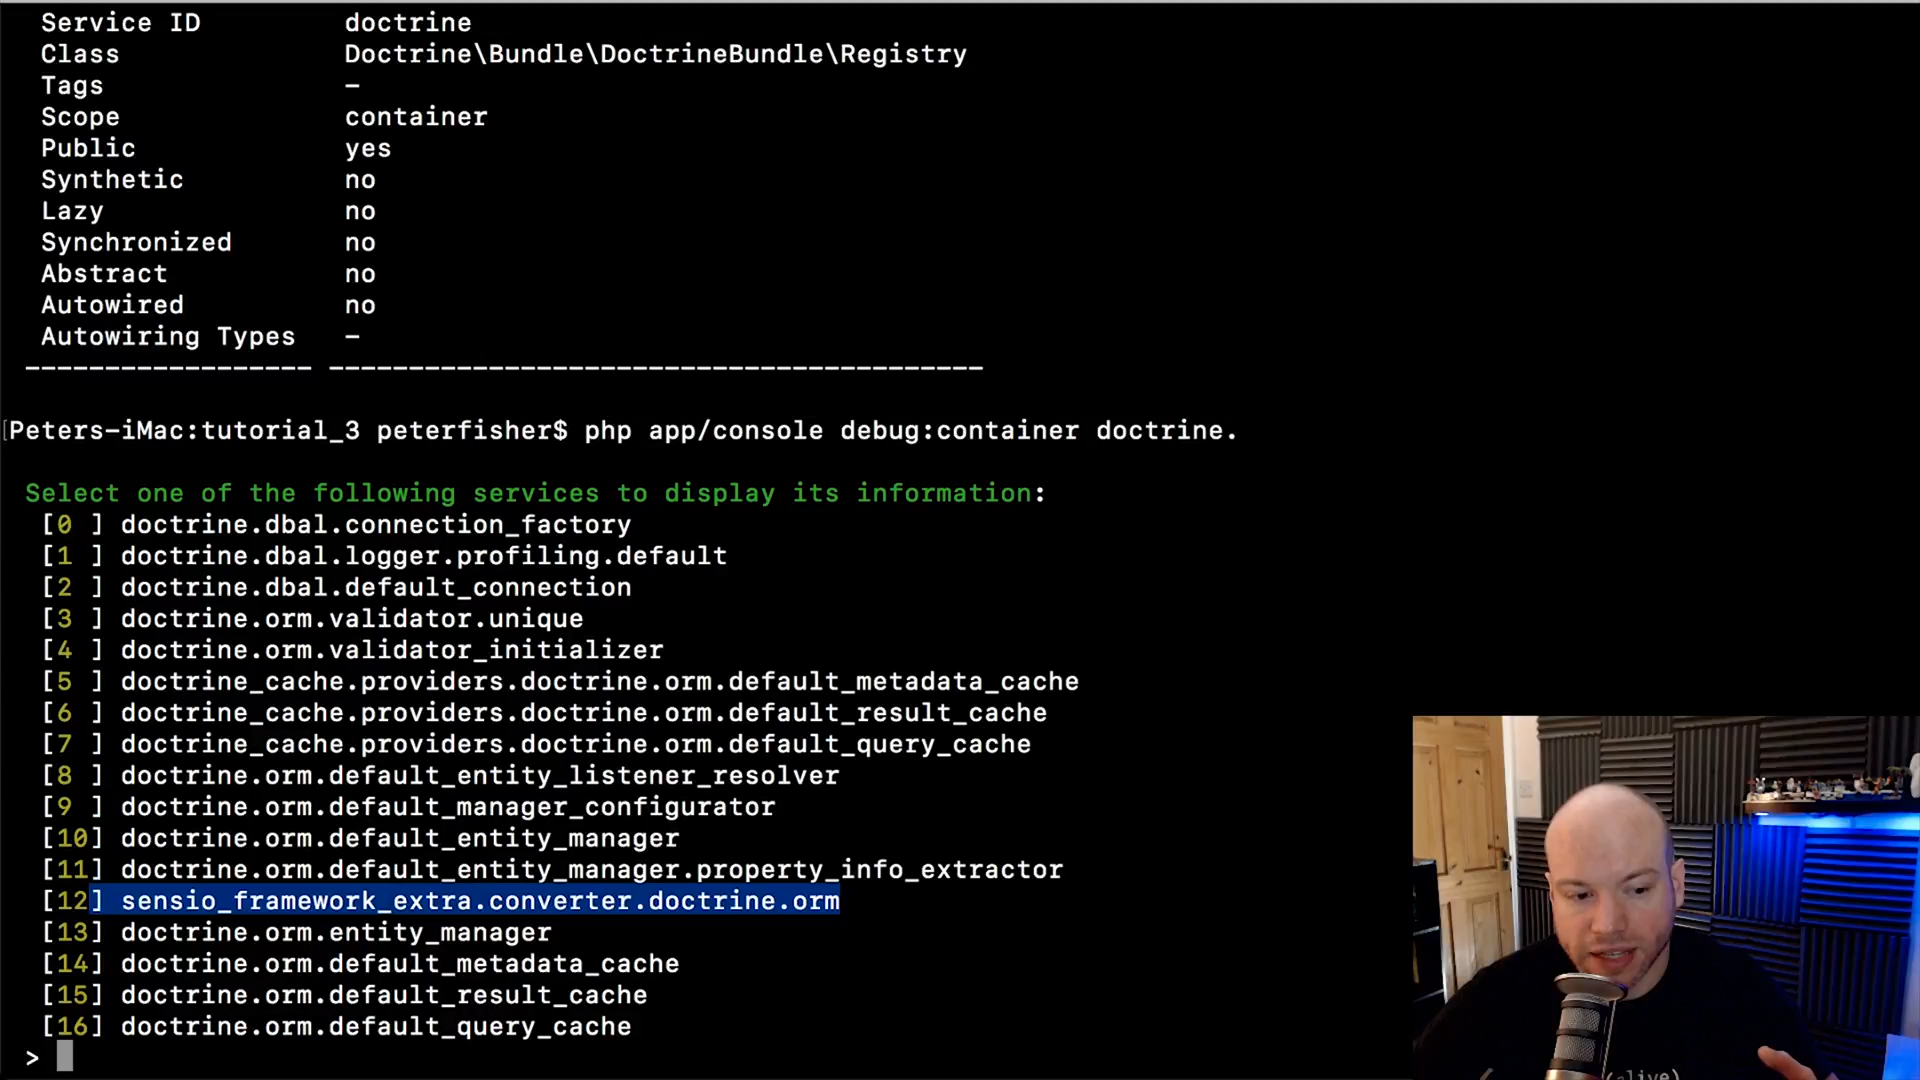 Service ID doctrine
Class Doctrine\Bundle\DoctrineBundle\Registry
Tags –
Scope container
Public yes
Synthetic no
Lazy no
Synchronized no
Abstract no
Autowired no
Autowiring Types –
------------------ -----------------------------------------
[Peters-iMac:tutorial_3 peterfisher$ php app/console debug:container doctrine.
Select one of the following services to display its information:
[0 ] doctrine.dbal.connection_factory
[1 ] doctrine.dbal.logger.profiling.default
[2 ] doctrine.dbal.default_connection
[3 ] doctrine.orm.validator.unique
[4 ] doctrine.orm.validator_initializer
[5 ] doctrine_cache.providers.doctrine.orm.default_metadata_cache
[6 ] doctrine_cache.providers.doctrine.orm.default_result_cache
[7 ] doctrine_cache.providers.doctrine.orm.default_query_cache
[8 ] doctrine.orm.default_entity_listener_resolver
[9 ] doctrine.orm.default_manager_configurator
[10] doctrine.orm.default_entity_manager
[11] doctrine.orm.default_entity_manager.property_info_extractor
[12] sensio_framework_extra.converter.doctrine.orm
[13] doctrine.orm.entity_manager
[14] doctrine.orm.default_metadata_cache
[15] doctrine.orm.default_result_cache
[16] doctrine.orm.default_query_cache
>
(alive)